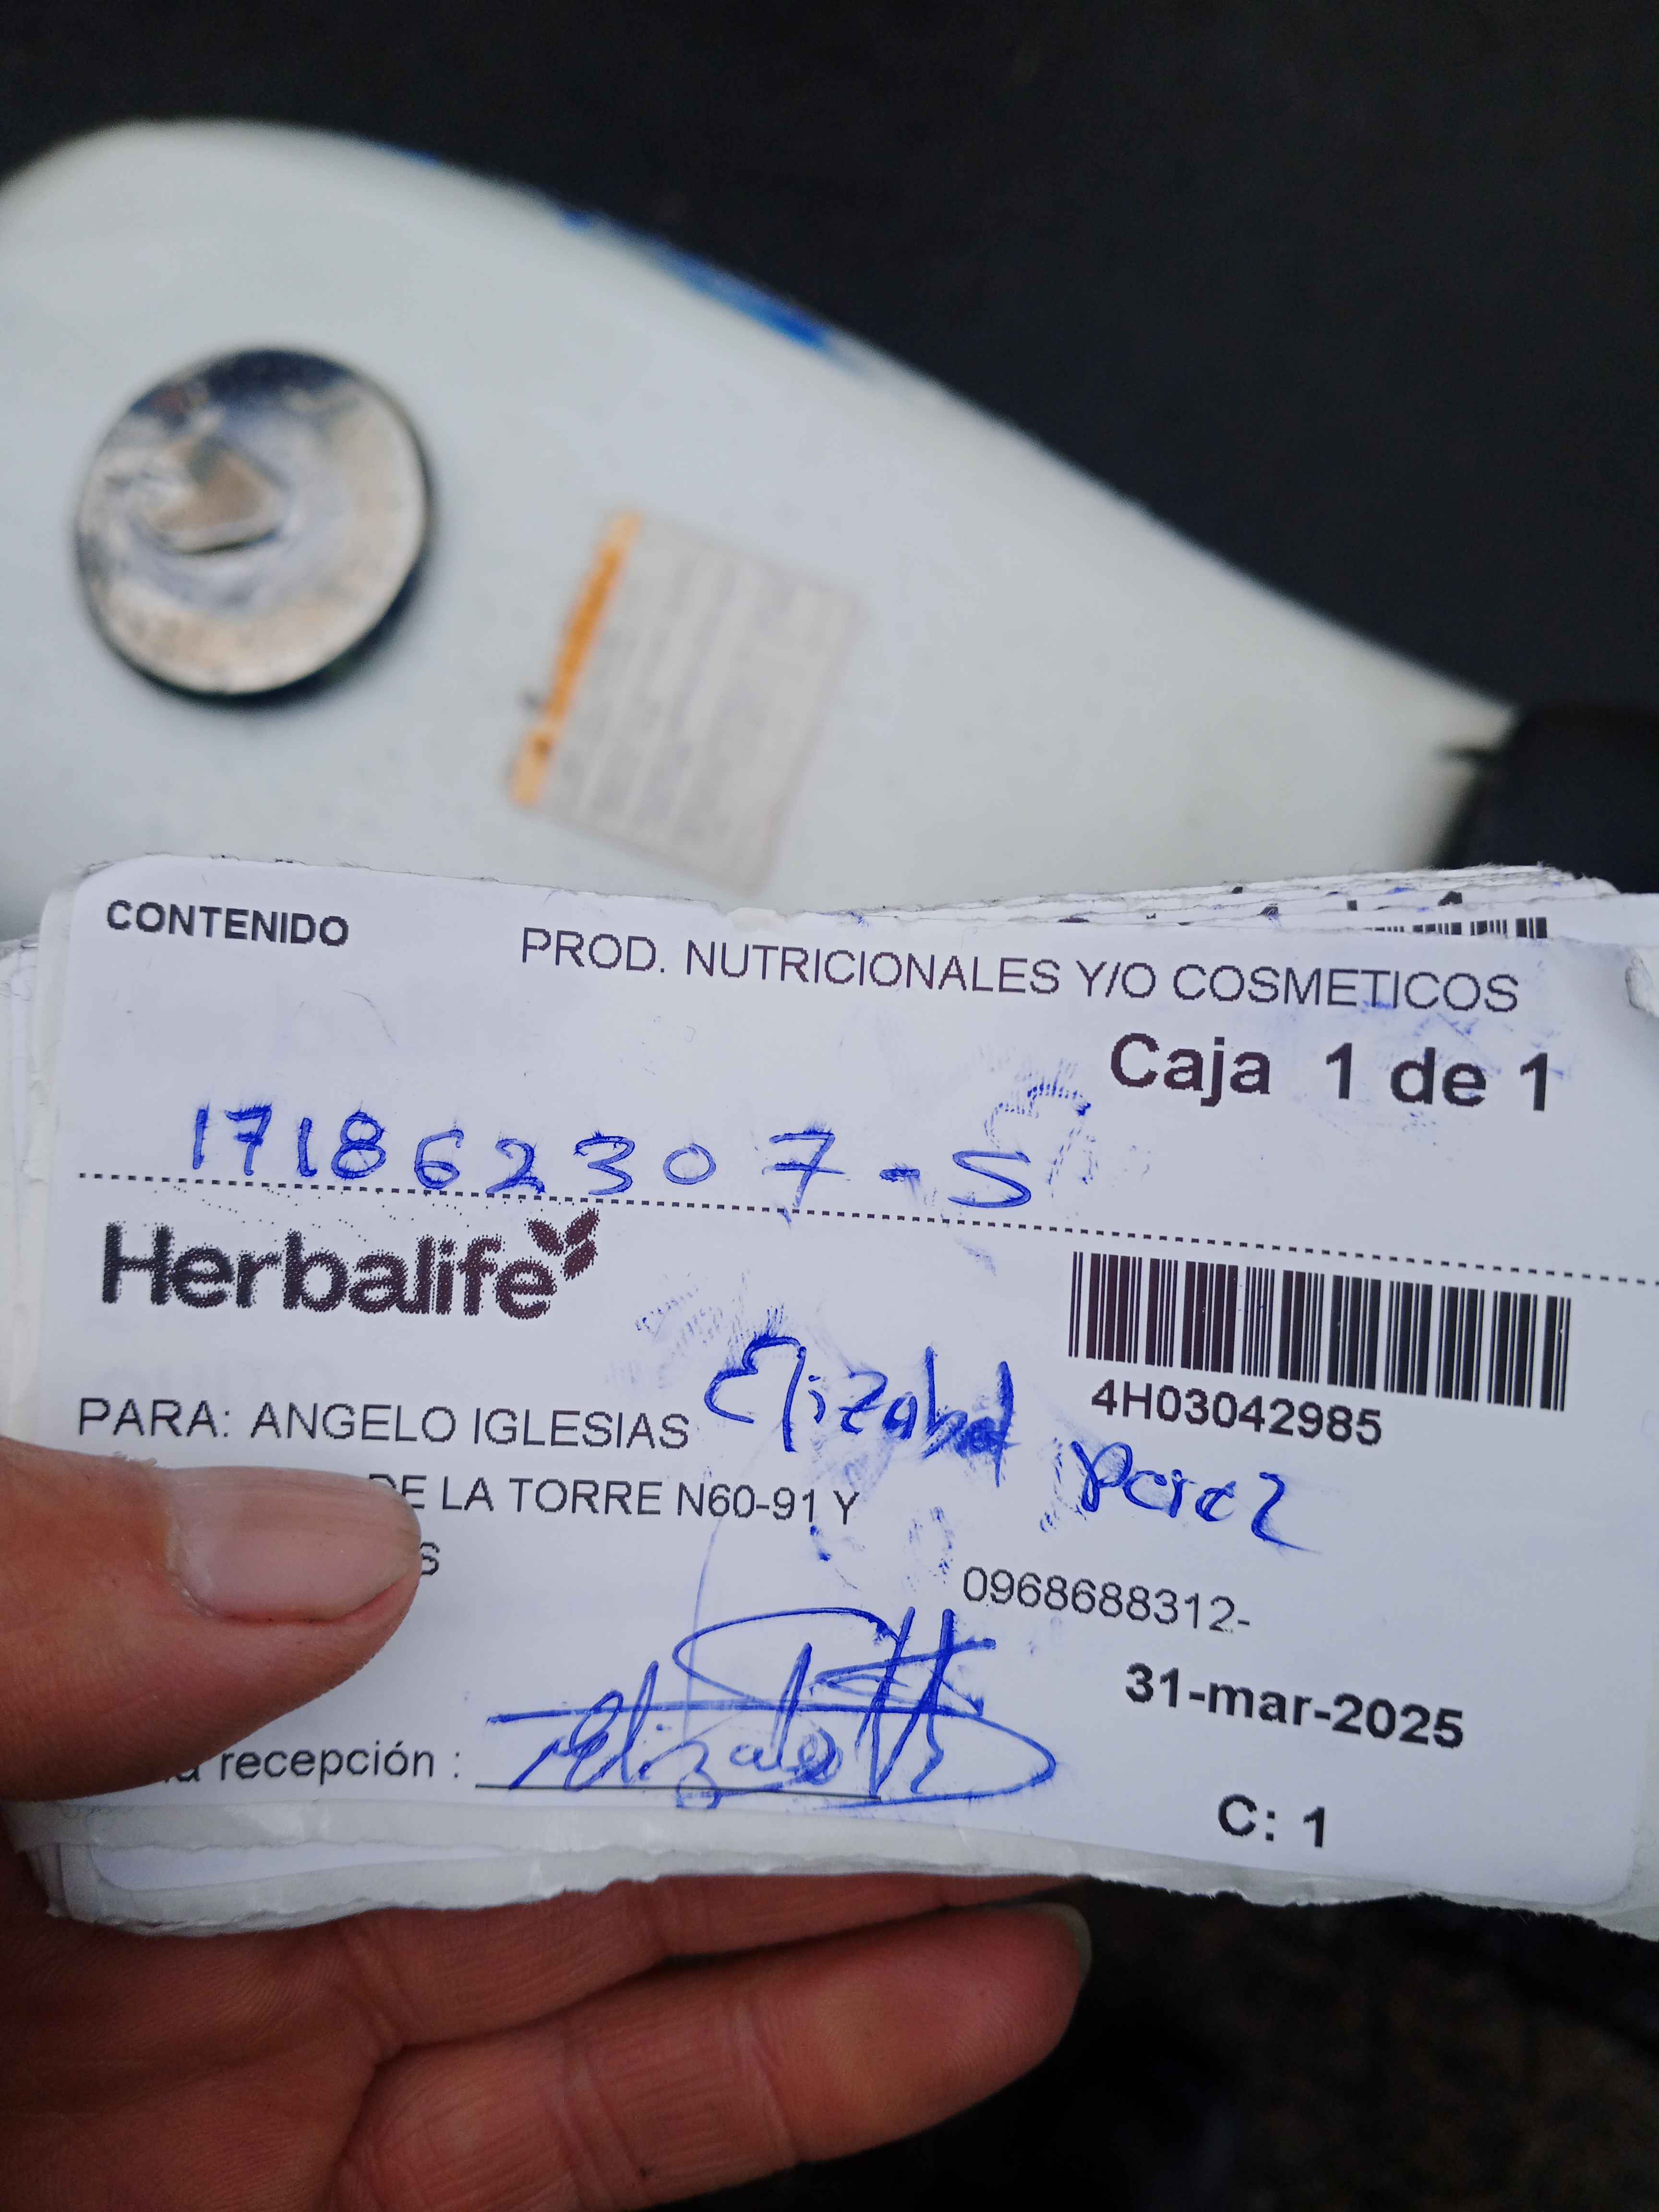 CONTENIDO PROD. NUTRICIONALES Y/O COSMETICOS
Caja 1 de 1
171862307-5
Herbalife
4H03042985
PARA: ANGELO IGLESIAS Elizabet Perez
DE LA TORRE N60-91 Y
S
0968688312-
31-mar-2025
recepción :
C: 1